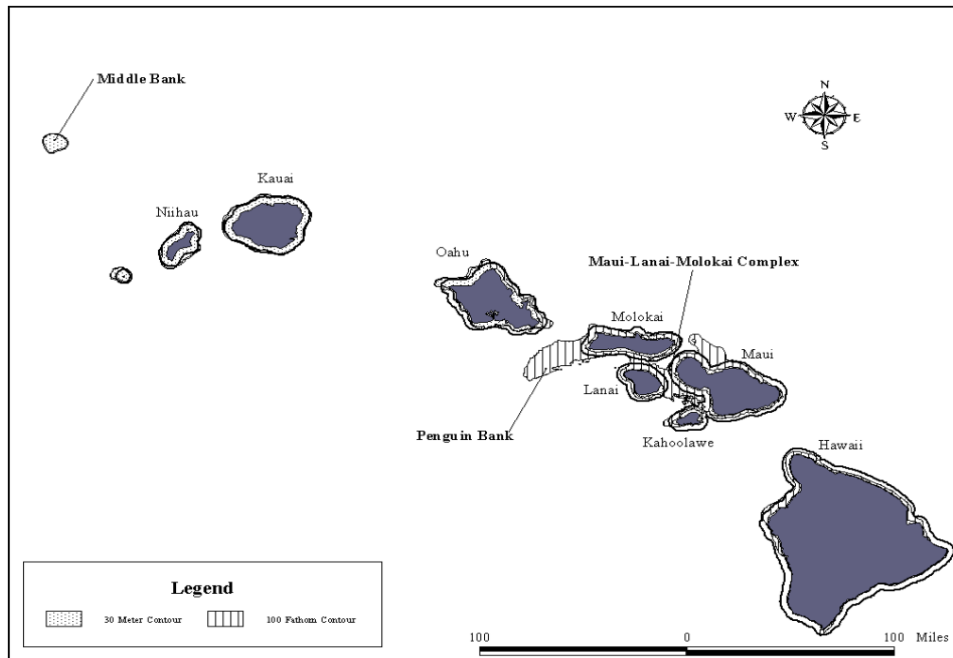 Middle Bank
N
W E
S
Kauai
Niihau
Oahu
Maui-Lanai-Molokai Complex
Molokai
Maui
Lanai
Penguin Bank
Kahoolawe
Hawaii
Legend
30 Meter Contour 100 Fathom Contour
100 0 100 Miles